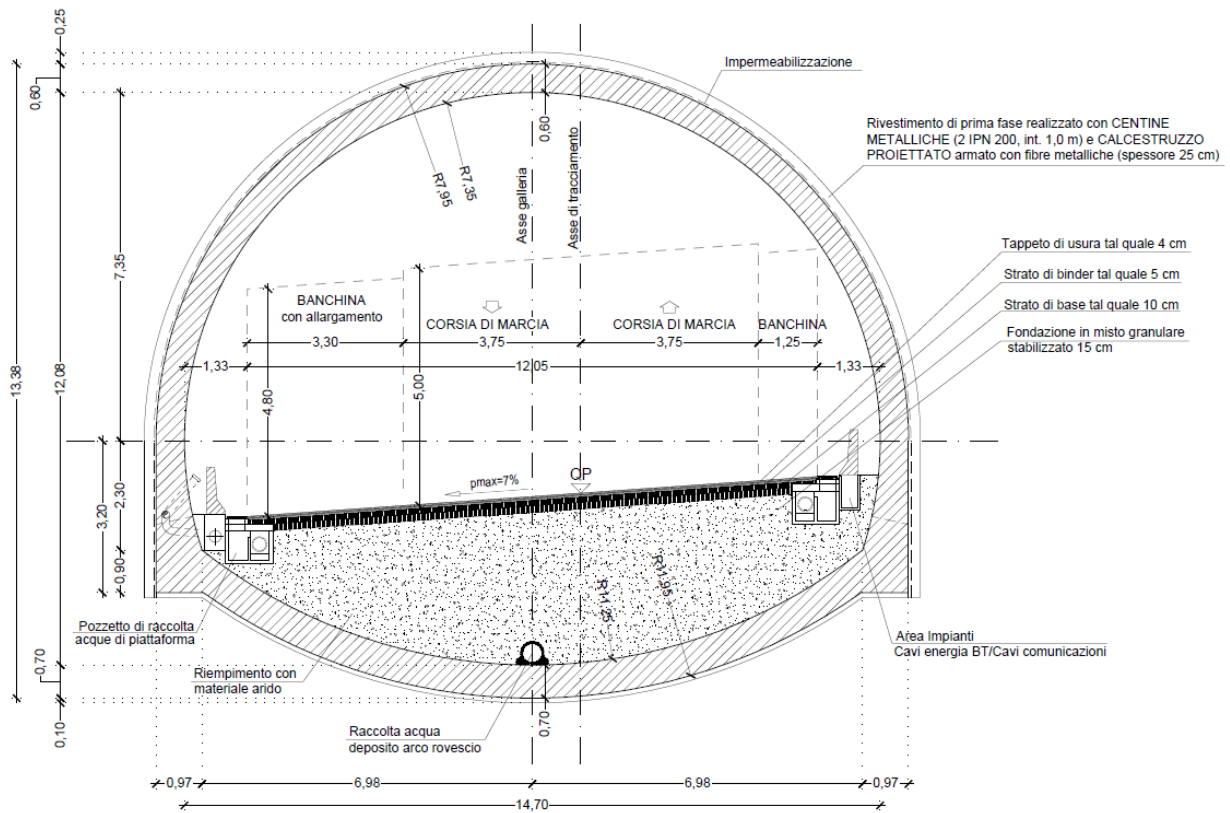 0,25
13,38
0,60
12,08
7,35
3,20
2,30
0,90
0,70
0,10
Impermeabilizzazione
Rivestimento di prima fase realizzato con CENTINE
METALLICHE (2 IPN 200, int. 1,0 m) e CALCESTRUZZO
PROIETTATO armato con fibre metalliche (spessore 25 cm)
0,60
R7,95
R7,35
Asse galleria
Asse di tracciamento
Tappeto di usura tal quale 4 cm
Strato di binder tal quale 5 cm
Strato di base tal quale 10 cm
Fondazione in misto granulare
stabilizzato 15 cm
BANCHINA
con allargamento
CORSIA DI MARCIA
CORSIA DI MARCIA
BANCHINA
3,30
3,75
3,75
1,25
1,33
12,05
1,33
4,80
5,00
pmax=7%
QP
R11,25
R11,95
Pozzetto di raccolta
acque di piattaforma
Riempimento con
materiale arido
Raccolta acqua
deposito arco rovescio
0,70
Area Impianti
Cavi energia BT/Cavi comunicazioni
0,97
6,98
6,98
0,97
14,70